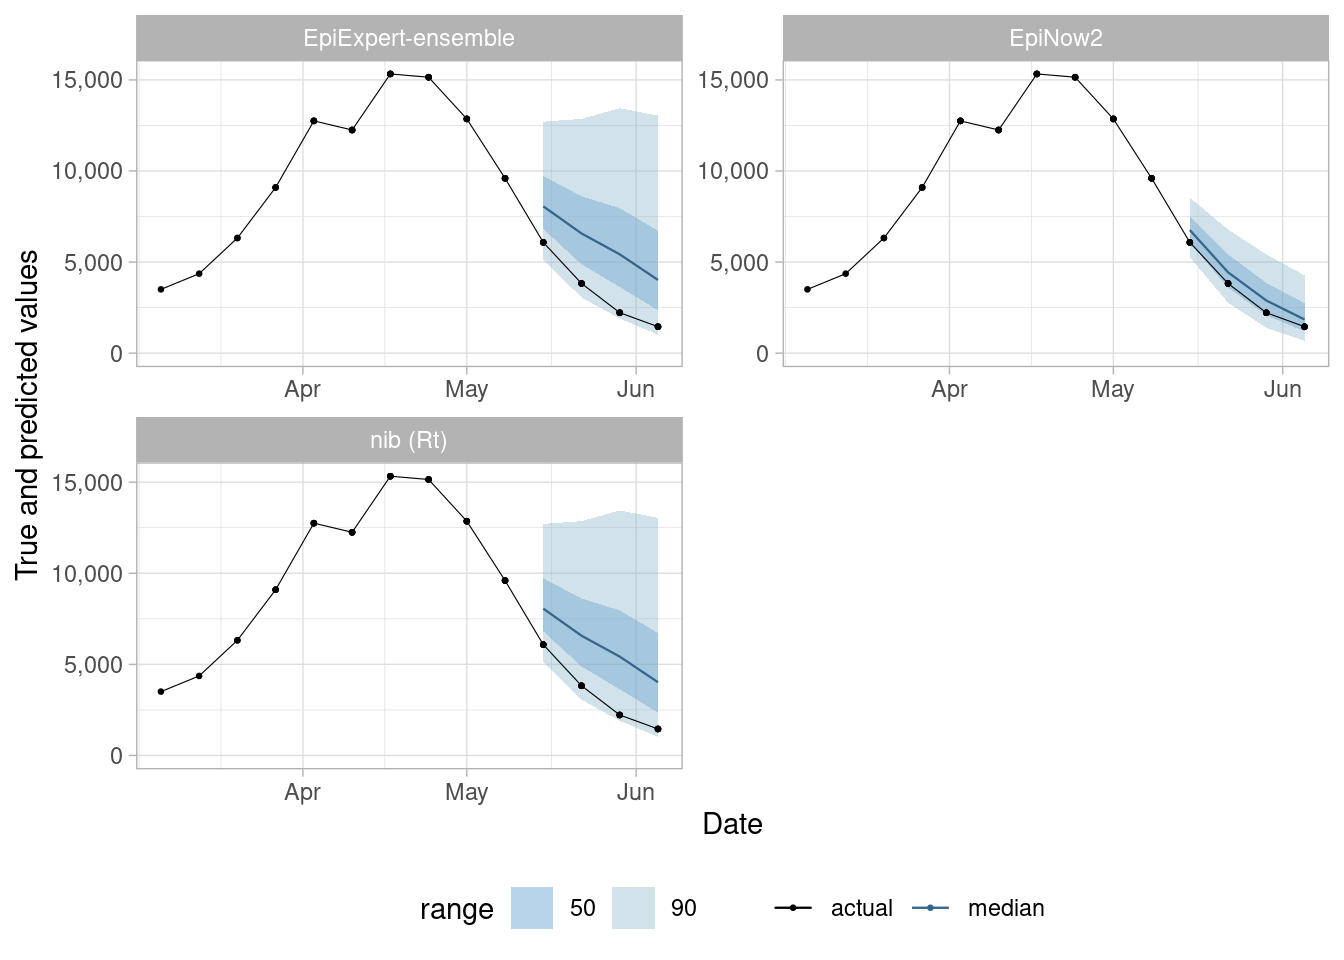 EpiExpert-ensemble
EpiNow2
15,000
10,000
5,000
0
Apr May Jun
15,000
10,000
5,000
0
Apr May Jun
nib (Rt)
15,000
10,000
5,000
0
Apr May Jun
True and predicted values
Date
range 50 90 actual median